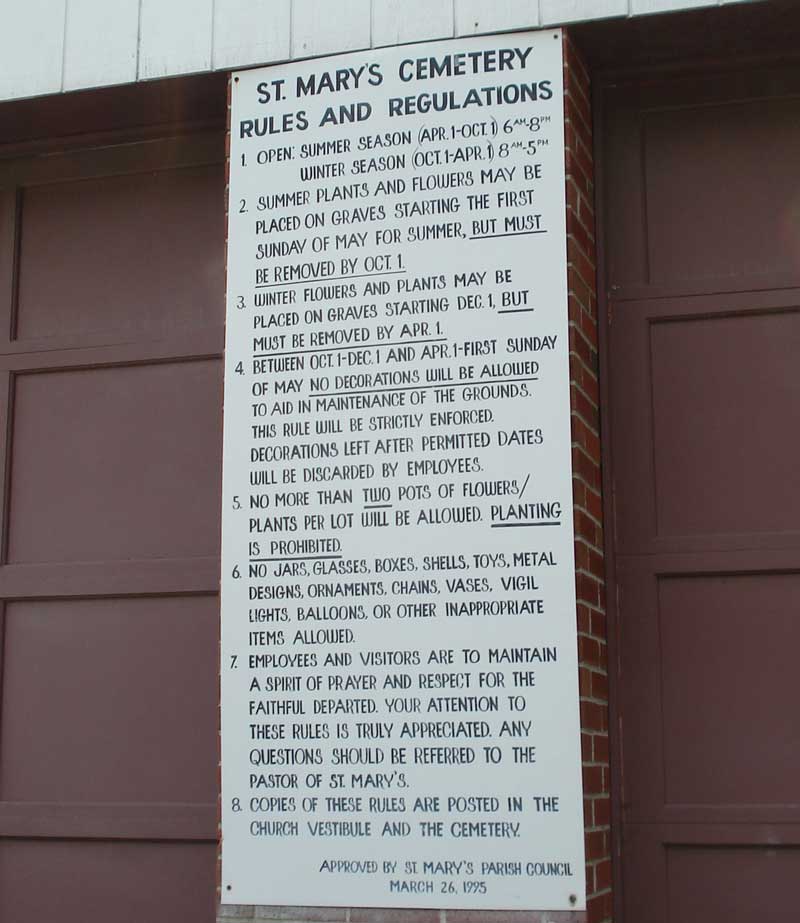 ST. MARY'S CEMETERY
RULES AND REGULATIONS
1. OPEN: SUMMER SEASON (APR. 1-OCT. 1) 6AM-8PM
WINTER SEASON (OCT. 1-APR. 1) 8AM-5PM
2. SUMMER PLANTS AND FLOWERS MAY BE
PLACED ON GRAVES STARTING THE FIRST
SUNDAY OF MAY FOR SUMMER, BUT MUST
BE REMOVED BY OCT. 1.
3. WINTER FLOWERS AND PLANTS MAY BE
PLACED ON GRAVES STARTING DEC. 1, BUT
MUST BE REMOVED BY APR. 1.
4. BETWEEN OCT. 1-DEC. 1 AND APR. 1-FIRST SUNDAY
OF MAY NO DECORATIONS WILL BE ALLOWED
TO AID IN MAINTENANCE OF THE GROUNDS.
THIS RULE WILL BE STRICTLY ENFORCED.
DECORATIONS LEFT AFTER PERMITTED DATES
WILL BE DISCARDED BY EMPLOYEES.
5. NO MORE THAN TWO POTS OF FLOWERS/
PLANTS PER LOT WILL BE ALLOWED. PLANTING
IS PROHIBITED.
6. NO JARS, GLASSES, BOXES, SHELLS, TOYS, METAL
DESIGNS, ORNAMENTS, CHAINS, VASES, VIGIL
LIGHTS, BALLOONS, OR OTHER INAPPROPRIATE
ITEMS ALLOWED.
7. EMPLOYEES AND VISITORS ARE TO MAINTAIN
A SPIRIT OF PRAYER AND RESPECT FOR THE
FAITHFUL DEPARTED. YOUR ATTENTION TO
THESE RULES IS TRULY APPRECIATED. ANY
QUESTIONS SHOULD BE REFERRED TO THE
PASTOR OF ST. MARY'S.
8. COPIES OF THESE RULES ARE POSTED IN THE
CHURCH VESTIBULE AND THE CEMETERY.
APPROVED BY ST. MARY'S PARISH COUNCIL
MARCH 26, 1995